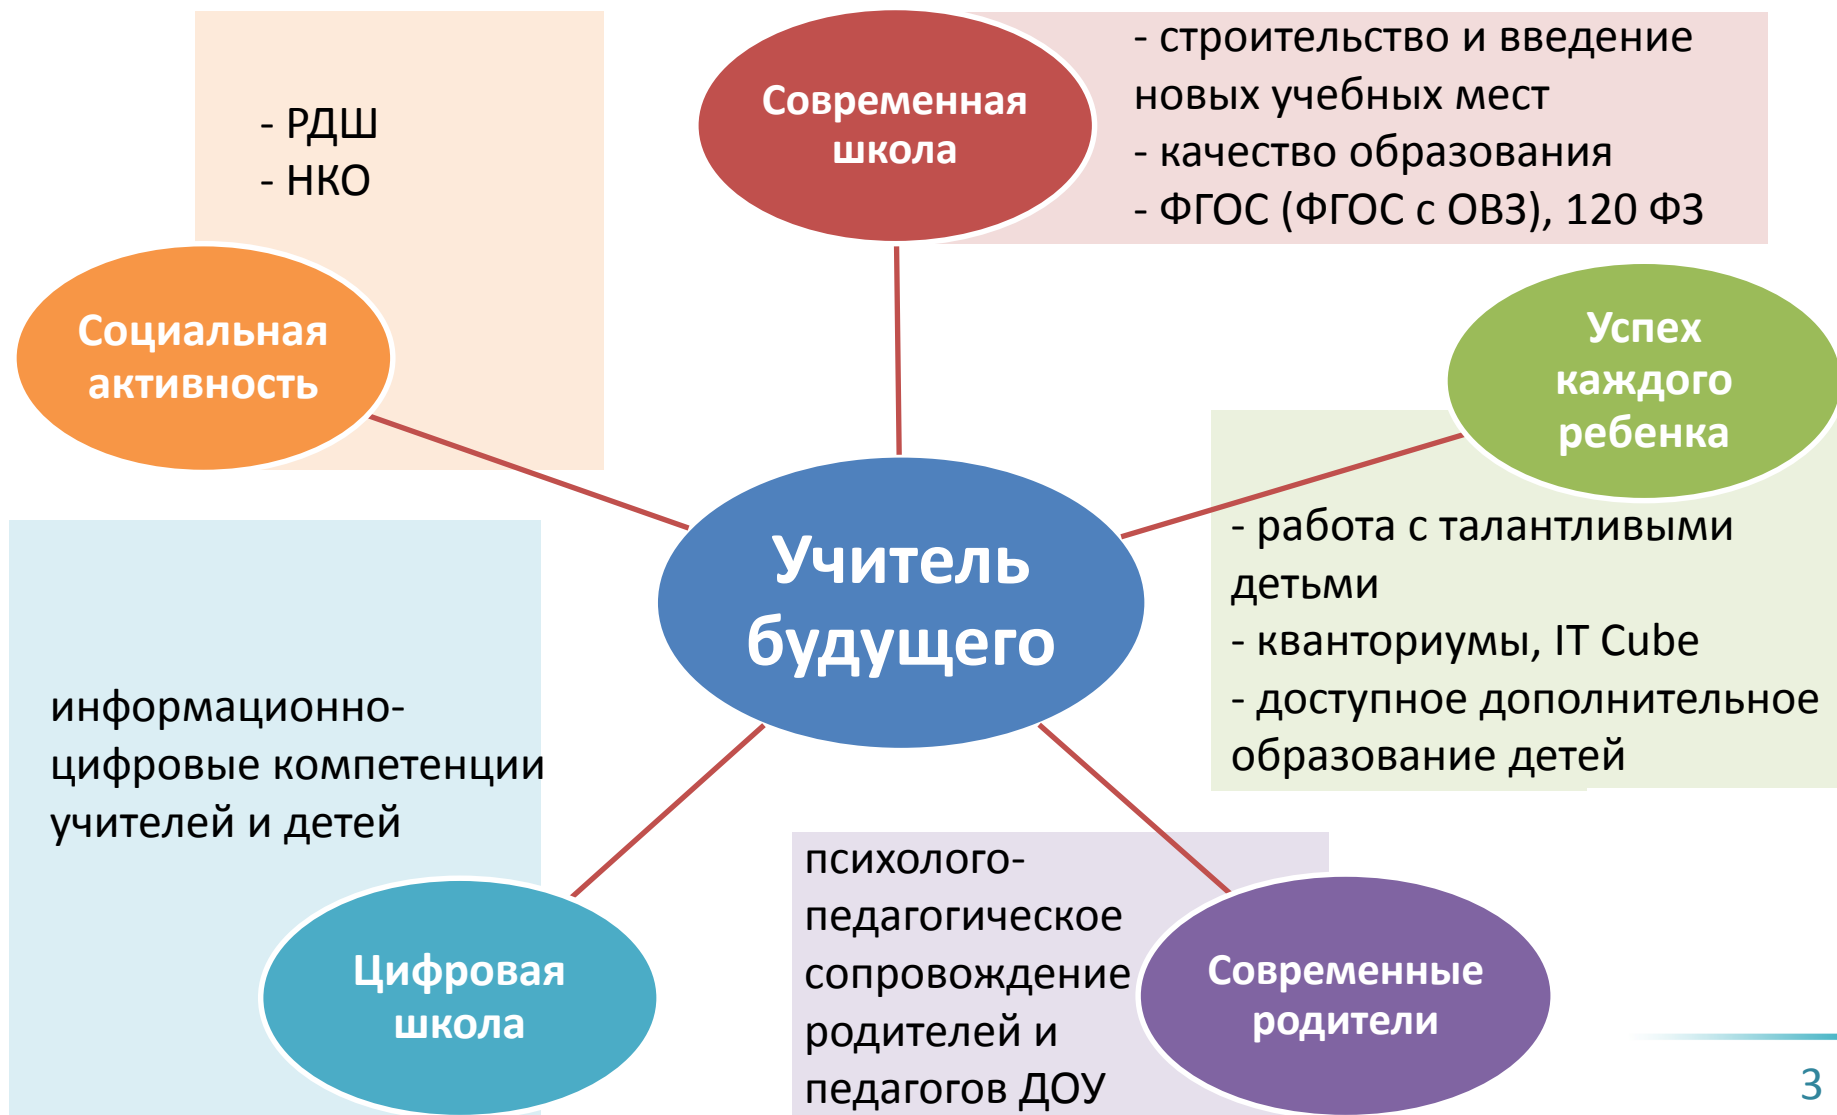 - РДШ
- НКО
Социальная
активность
Современная
школа
- строительство и введение
новых учебных мест
- качество образования
- ФГОС (ФГОС с ОВЗ), 120 ФЗ
Успех
каждого
ребенка
- работа с талантливыми
детьми
- кванториумы, IT Cube
- доступное дополнительное
образование детей
Учитель
будущего
информационно-
цифровые компетенции
учителей и детей
Цифровая
школа
психолого-
педагогическое
сопровождение
родителей и
педагогов ДОУ
Современные
родители
3